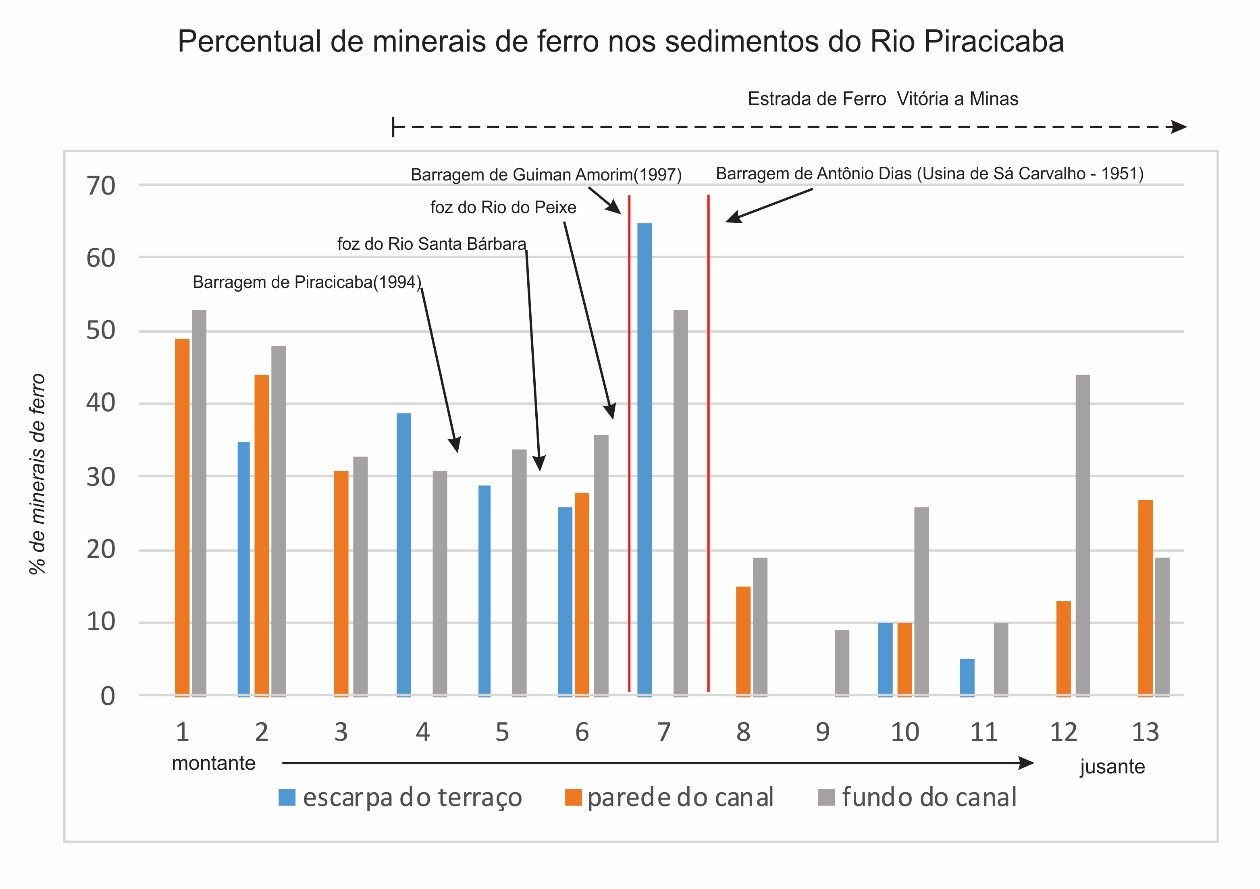 Percentual de minerais de ferro nos sedimentos do Rio Piracicaba
Estrada de Ferro Vitória a Minas
Barragem de Guiman Amorim(1997)
Barragem de Antônio Dias (Usina de Sá Carvalho - 1951)
foz do Rio do Peixe
foz do Rio Santa Bárbara
Barragem de Piracicaba(1994)
% de minerais de ferro
70
60
50
40
30
20
10
0
1 2 3 4 5 6 7 8 9 10 11 12 13
montante jusante
escarpa do terraço parede do canal fundo do canal